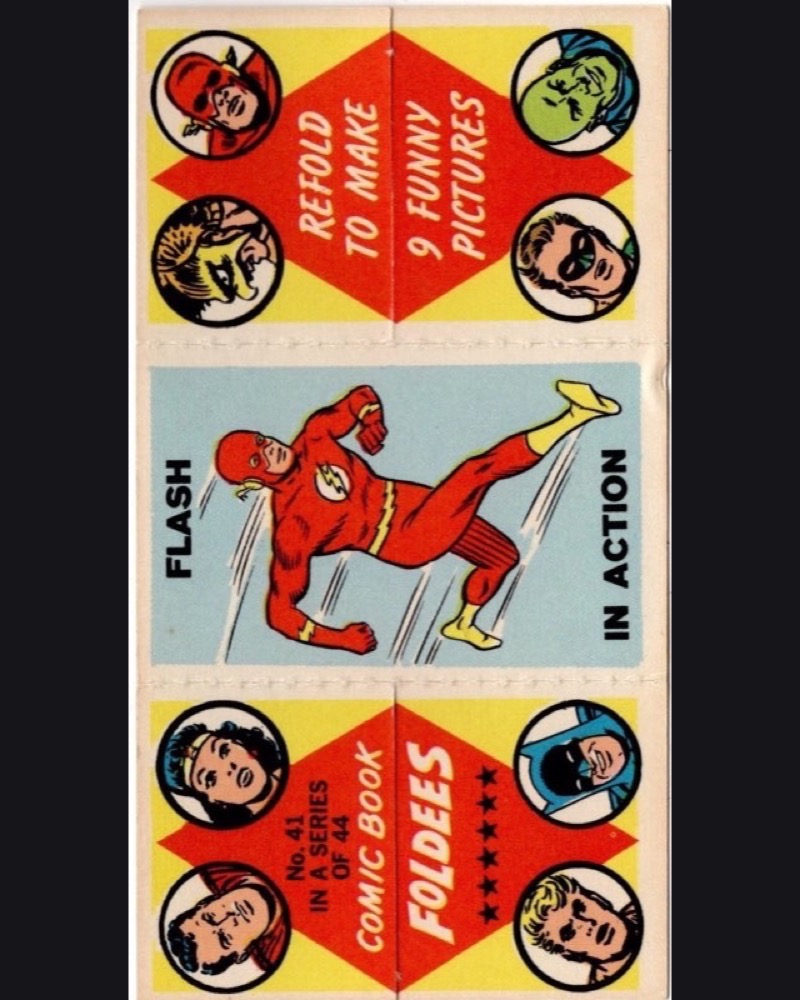 REFOLD
TO MAKE
9 FUNNY
PICTURES
FLASH
IN ACTION
No. 41
IN A SERIES
OF 44
COMIC BOOK
FOLDEES
★★★★★★★